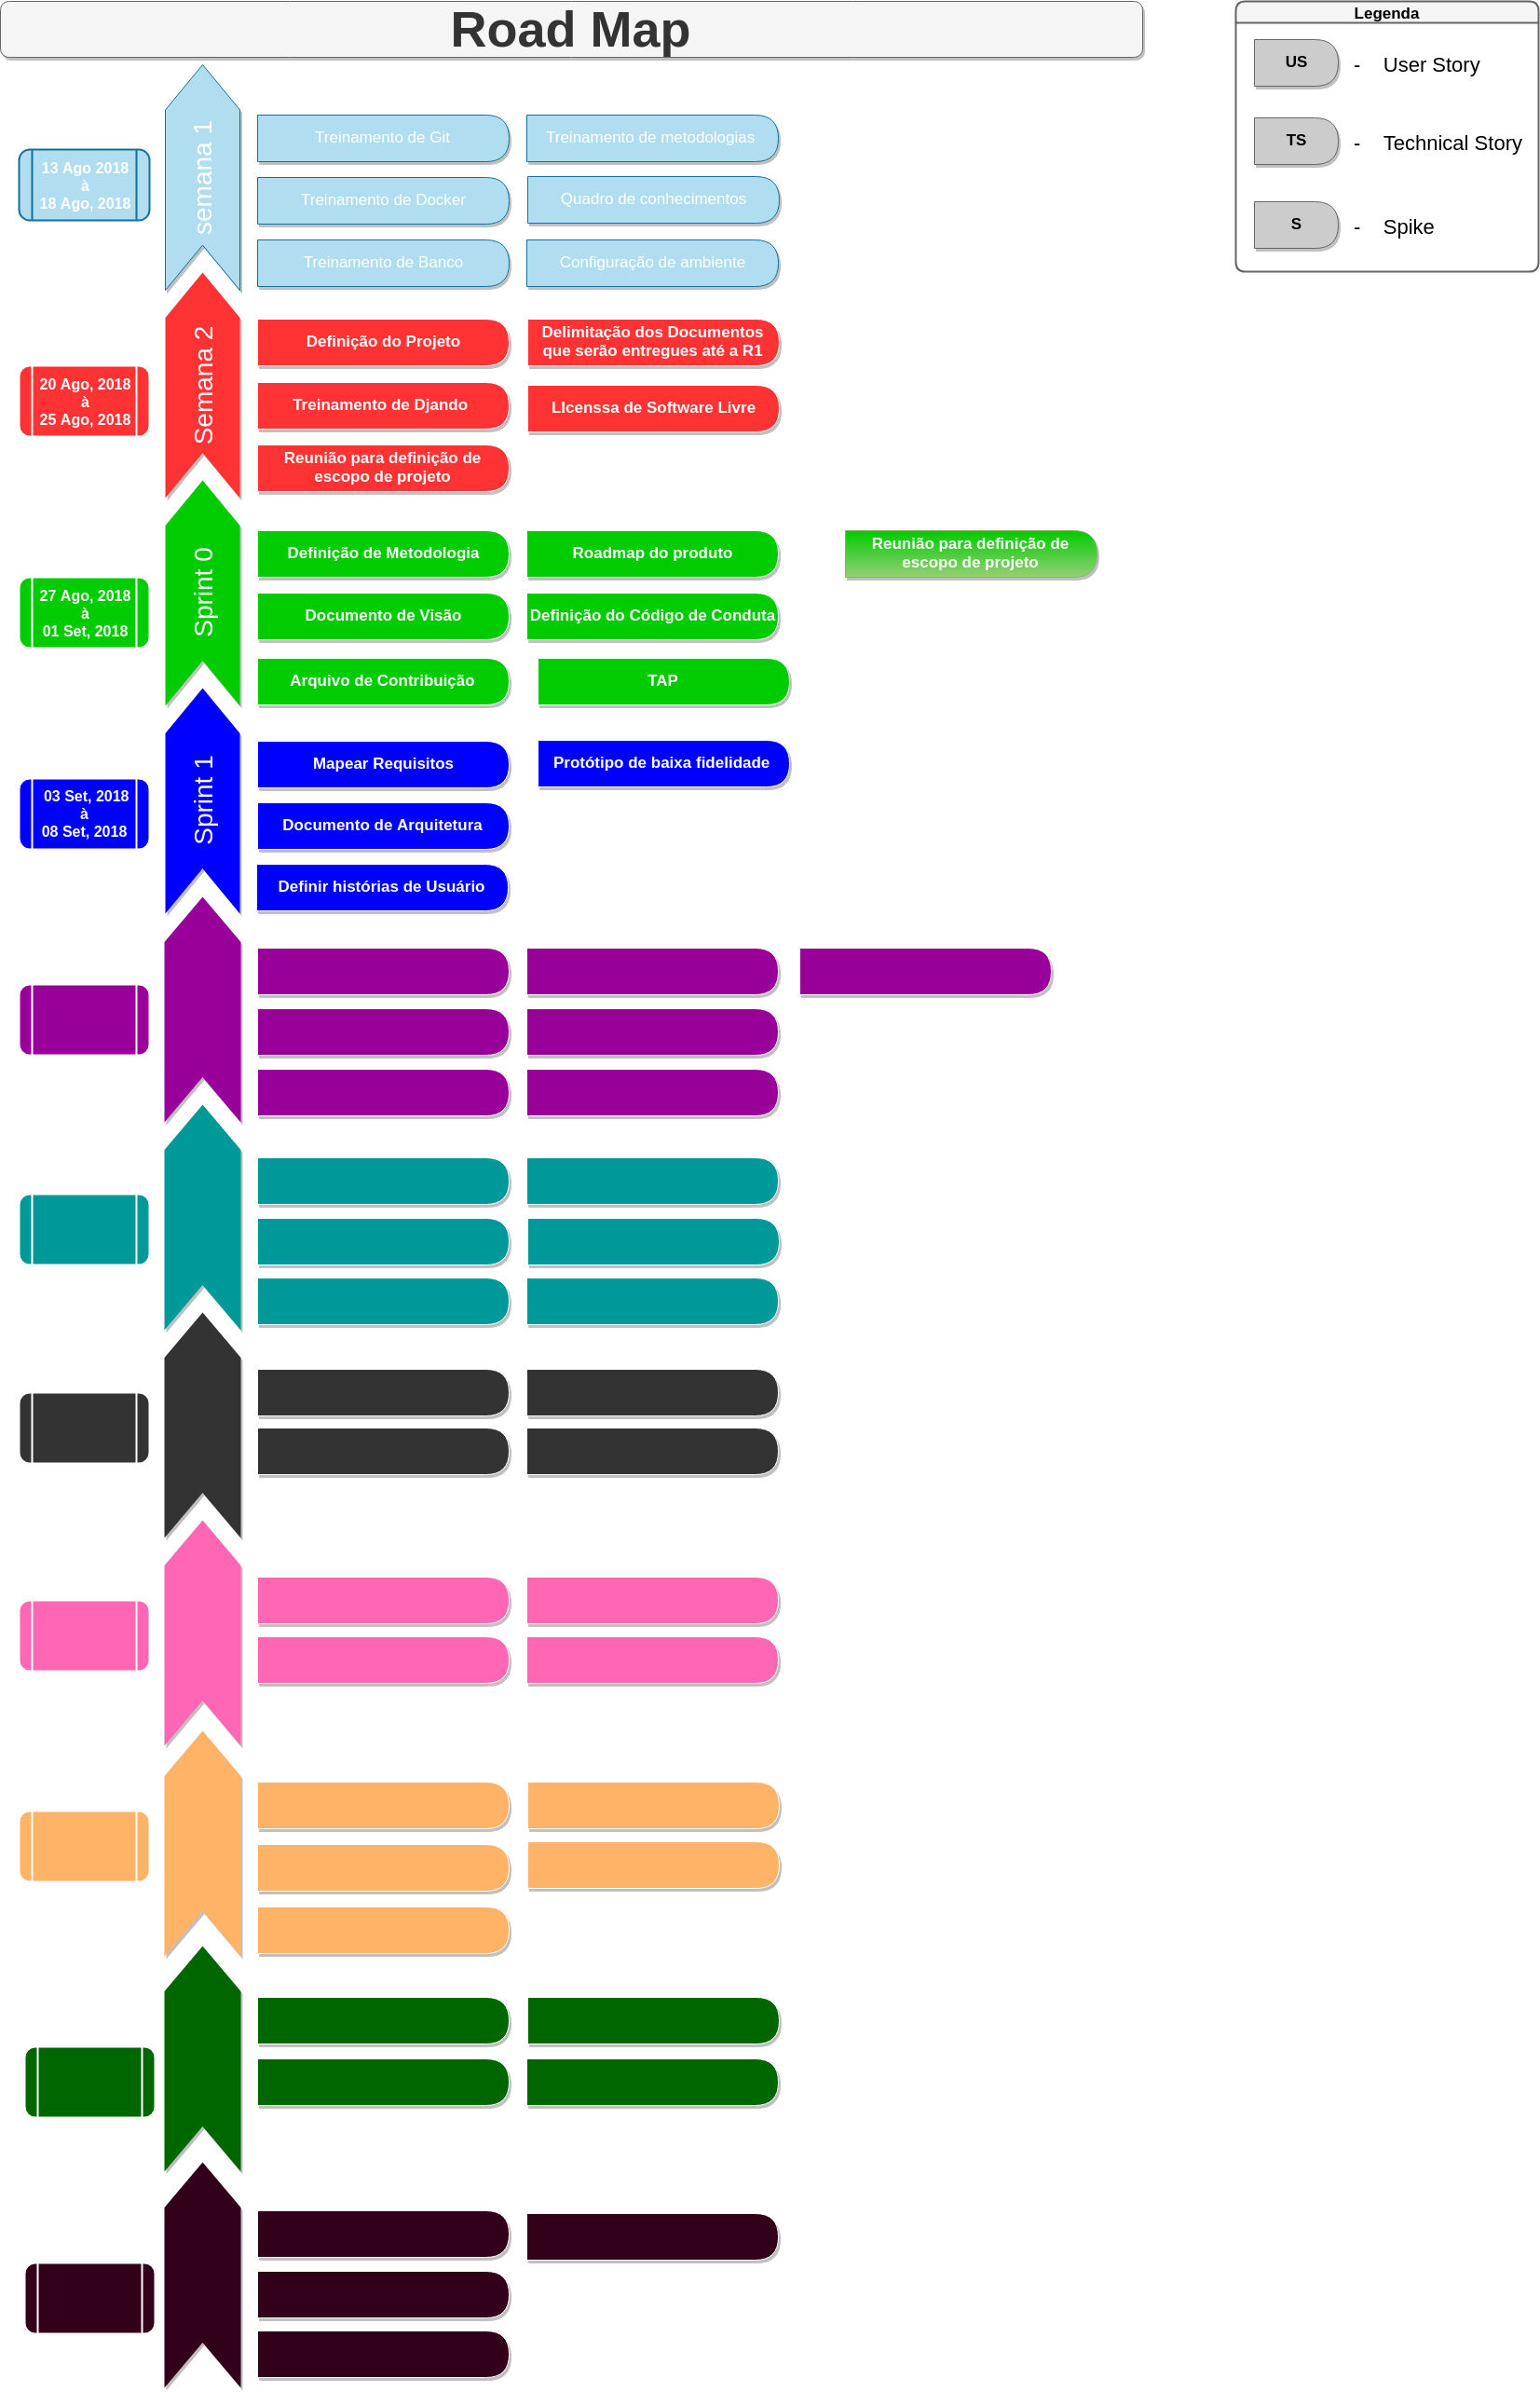 Road Map
Legenda
US - User Story
TS - Technical Story
S - Spike
semana 1
13 Ago 2018
à
18 Ago, 2018
Treinamento de Git
Treinamento de metodologias
Treinamento de Docker
Quadro de conhecimentos
Treinamento de Banco
Configuração de ambiente
Semana 2
20 Ago, 2018
à
25 Ago, 2018
Definição do Projeto
Delimitação dos Documentos
que serão entregues até a R1
Treinamento de Djando
LIcenssa de Software Livre
Reunião para definição de
escopo de projeto
Sprint 0
27 Ago, 2018
à
01 Set, 2018
Definição de Metodologia
Roadmap do produto
Reunião para definição de
escopo de projeto
Documento de Visão
Definição do Código de Conduta
Arquivo de Contribuição
TAP
Sprint 1
03 Set, 2018
à
08 Set, 2018
Mapear Requisitos
Protótipo de baixa fidelidade
Documento de Arquitetura
Definir histórias de Usuário